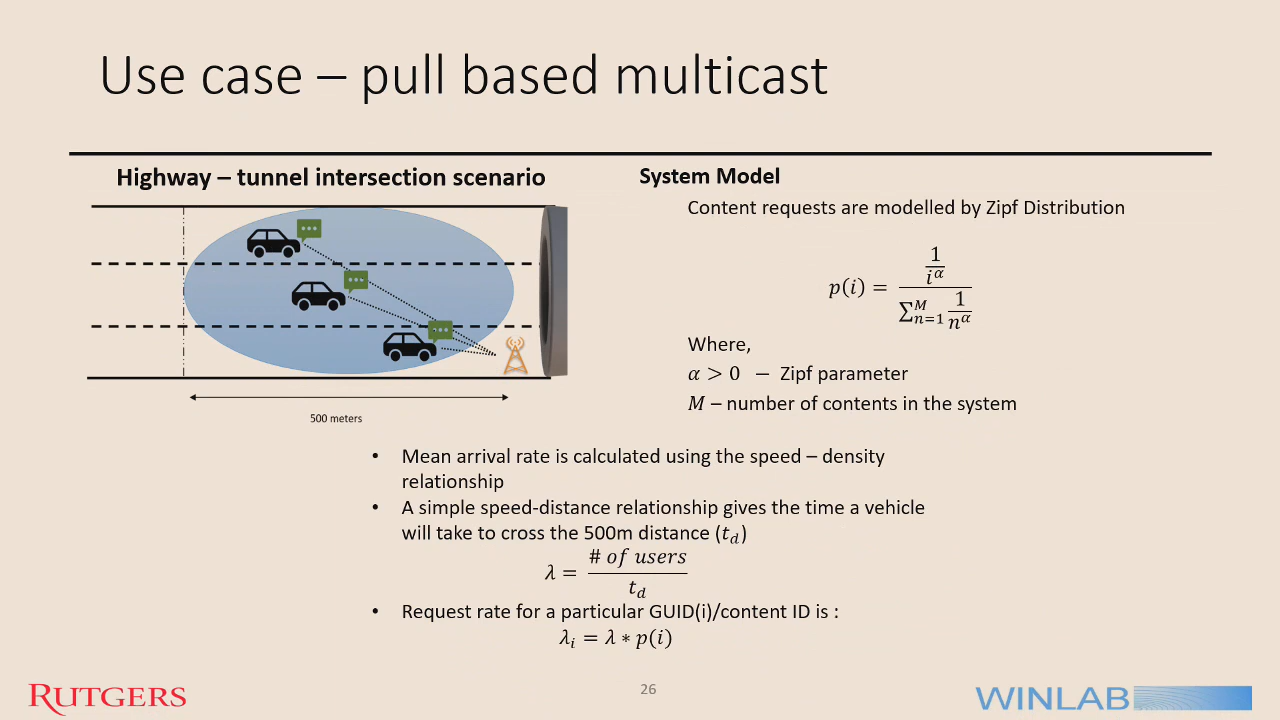 Use case – pull based multicast
Highway – tunnel intersection scenario
500 meters
System Model
Content requests are modelled by Zipf Distribution
p(i) = (1/i^α) / (∑_{n=1}^{M} 1/n^α)
Where,
α > 0 – Zipf parameter
M – number of contents in the system
• Mean arrival rate is calculated using the speed – density
relationship
• A simple speed-distance relationship gives the time a vehicle
will take to cross the 500m distance (t_d)
λ = # of users / t_d
• Request rate for a particular GUID(i)/content ID is :
λ_i = λ ∗ p(i)
RUTGERS
26
WINLAB